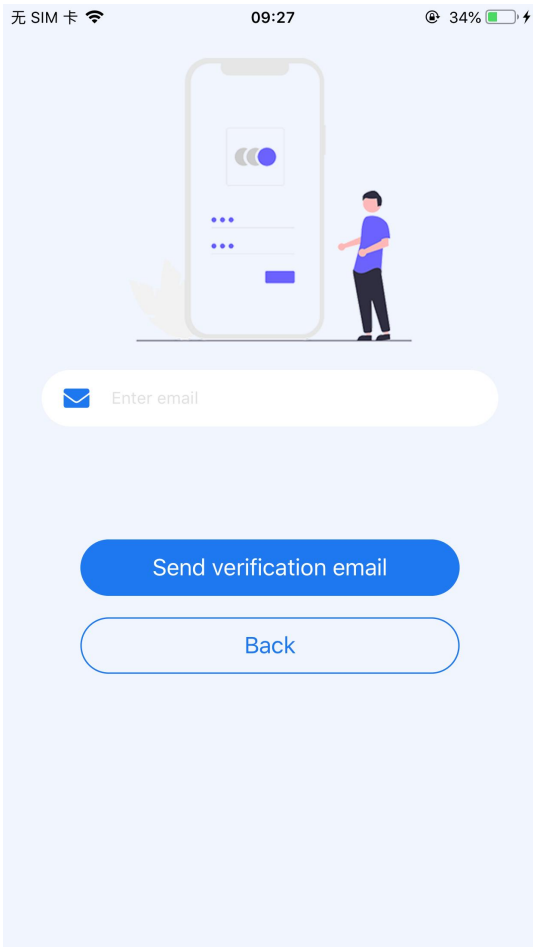 无 SIM 卡 09:27 34%
Enter email
Send verification email
Back